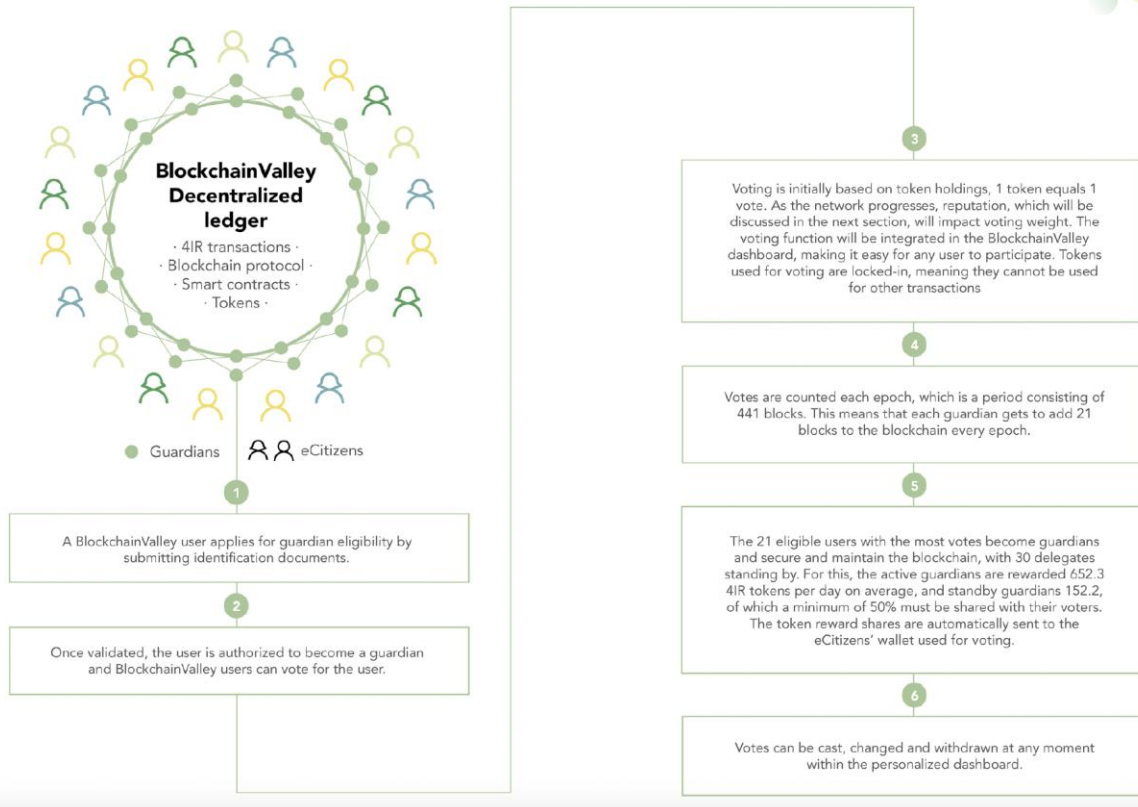 BlockchainValley
Decentralized
ledger
· 4IR transactions ·
· Blockchain protocol ·
· Smart contracts ·
· Tokens ·
Guardians
eCitizens
1
A BlockchainValley user applies for guardian eligibility by
submitting identification documents.
2
Once validated, the user is authorized to become a guardian
and BlockchainValley users can vote for the user.
3
Voting is initially based on token holdings, 1 token equals 1
vote. As the network progresses, reputation, which will be
discussed in the next section, will impact voting weight. The
voting function will be integrated in the BlockchainValley
dashboard, making it easy for any user to participate. Tokens
used for voting are locked-in, meaning they cannot be used
for other transactions
4
Votes are counted each epoch, which is a period consisting of
441 blocks. This means that each guardian gets to add 21
blocks to the blockchain every epoch.
5
The 21 eligible users with the most votes become guardians
and secure and maintain the blockchain, with 30 delegates
standing by. For this, the active guardians are rewarded 652.3
4IR tokens per day on average, and standby guardians 152.2,
of which a minimum of 50% must be shared with their voters.
The token reward shares are automatically sent to the
eCitizens' wallet used for voting.
6
Votes can be cast, changed and withdrawn at any moment
within the personalized dashboard.